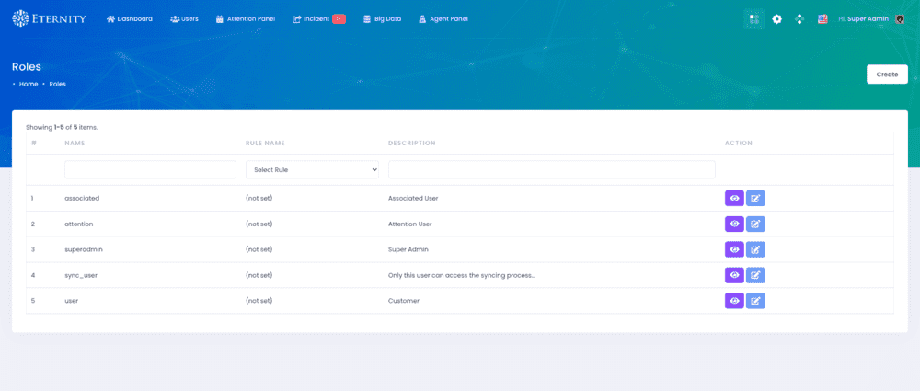 ETERNITY
Dashboard Users Attention Panel Incident Big Data Agent Panel Hi, Super Admin
Roles
Home • Roles
Create
Showing 1-5 of 5 items.
# NAME RULE NAME DESCRIPTION ACTION
Select Rule
1 associated (not set) Associated User
2 attention (not set) Attention User
3 superadmin (not set) Super Admin
4 sync_user (not set) Only this user can access the syncing process...
5 user (not set) Customer